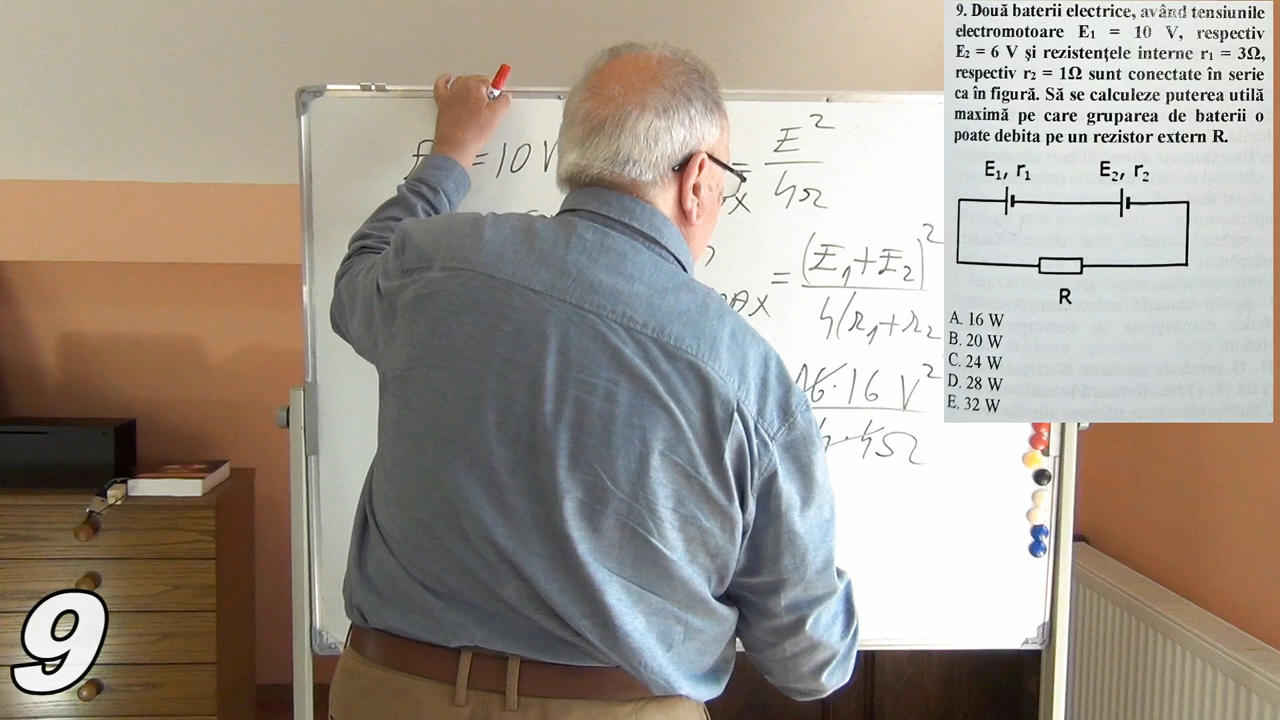 9. Două baterii electrice, având tensiunile
electromotoare E₁ = 10 V, respectiv
E₂ = 6 V şi rezistenţele interne r₁ = 3Ω,
respectiv r₂ = 1Ω sunt conectate în serie
ca în figură. Să se calculeze puterea utilă
maximă pe care gruparea de baterii o
poate debita pe un rezistor extern R.
E₁, r₁
E₂, r₂
R
A. 16 W
B. 20 W
C. 24 W
D. 28 W
E. 32 W
= 10 V
= E²
4r
= (E₁+E₂)²
4(r₁+r₂
16·16 V²
4·4Ω
9